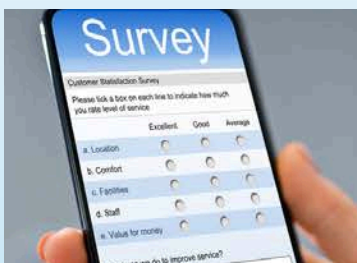 Survey
Customer Satisfaction Survey
Please tick a box on each line to indicate how much
you rate level of service
Excellent Good Average
a. Location
b. Comfort
c. Facilities
d. Staff
e. Value for money
we do to improve service?